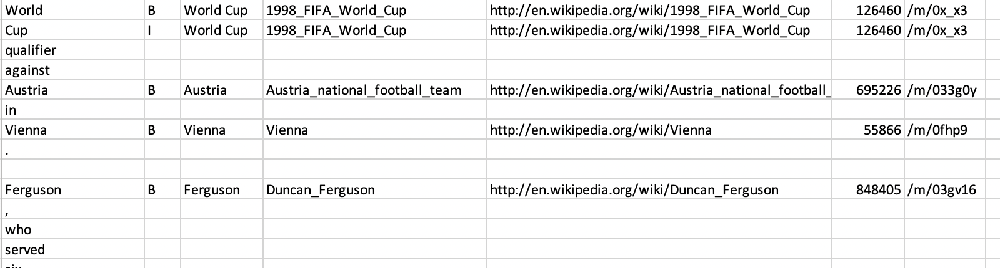 World B World Cup 1998_FIFA_World_Cup http://en.wikipedia.org/wiki/1998_FIFA_World_Cup 126460 /m/0x_x3
Cup I World Cup 1998_FIFA_World_Cup http://en.wikipedia.org/wiki/1998_FIFA_World_Cup 126460 /m/0x_x3
qualifier
against
Austria B Austria Austria_national_football_team http://en.wikipedia.org/wiki/Austria_national_football_ 695226 /m/033g0y
in
Vienna B Vienna Vienna http://en.wikipedia.org/wiki/Vienna 55866 /m/0fhp9
.
Ferguson B Ferguson Duncan_Ferguson http://en.wikipedia.org/wiki/Duncan_Ferguson 848405 /m/03gv16
,
who
served